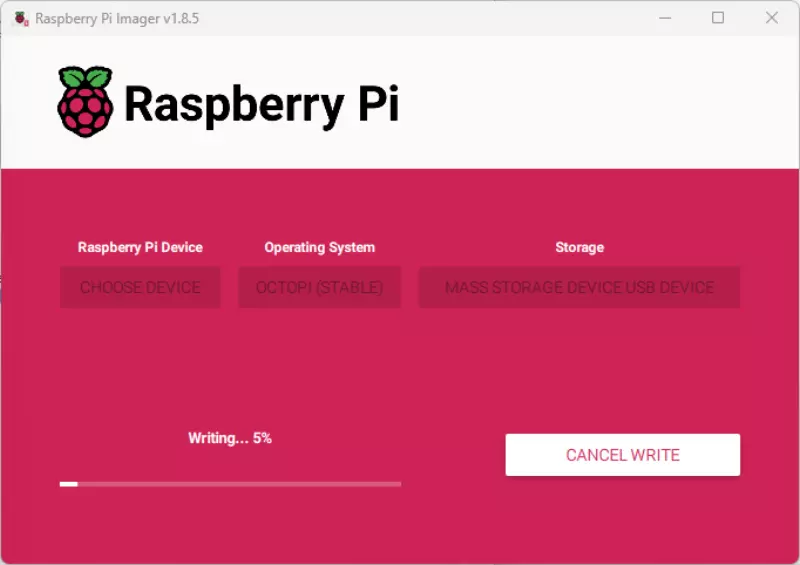 Raspberry Pi Imager v1.8.5
Raspberry Pi
Raspberry Pi Device
Operating System
Storage
CHOOSE DEVICE
OCTOPI (STABLE)
MASS STORAGE DEVICE USB DEVICE
Writing... 5%
CANCEL WRITE